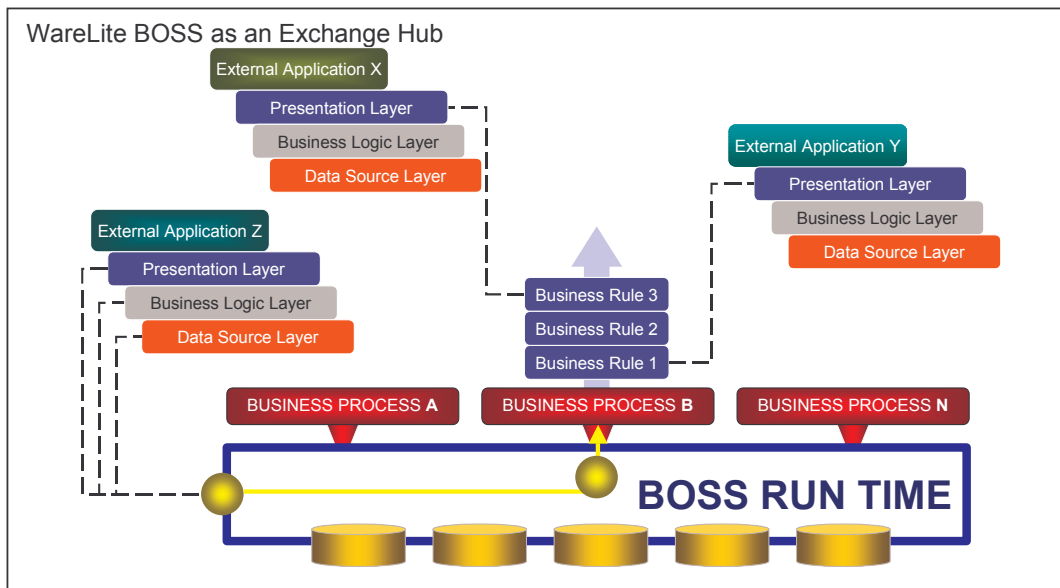 WareLite BOSS as an Exchange Hub
External Application X
Presentation Layer
Business Logic Layer
Data Source Layer
External Application Y
Presentation Layer
Business Logic Layer
Data Source Layer
External Application Z
Presentation Layer
Business Logic Layer
Data Source Layer
Business Rule 3
Business Rule 2
Business Rule 1
BUSINESS PROCESS A
BUSINESS PROCESS B
BUSINESS PROCESS N
BOSS RUN TIME